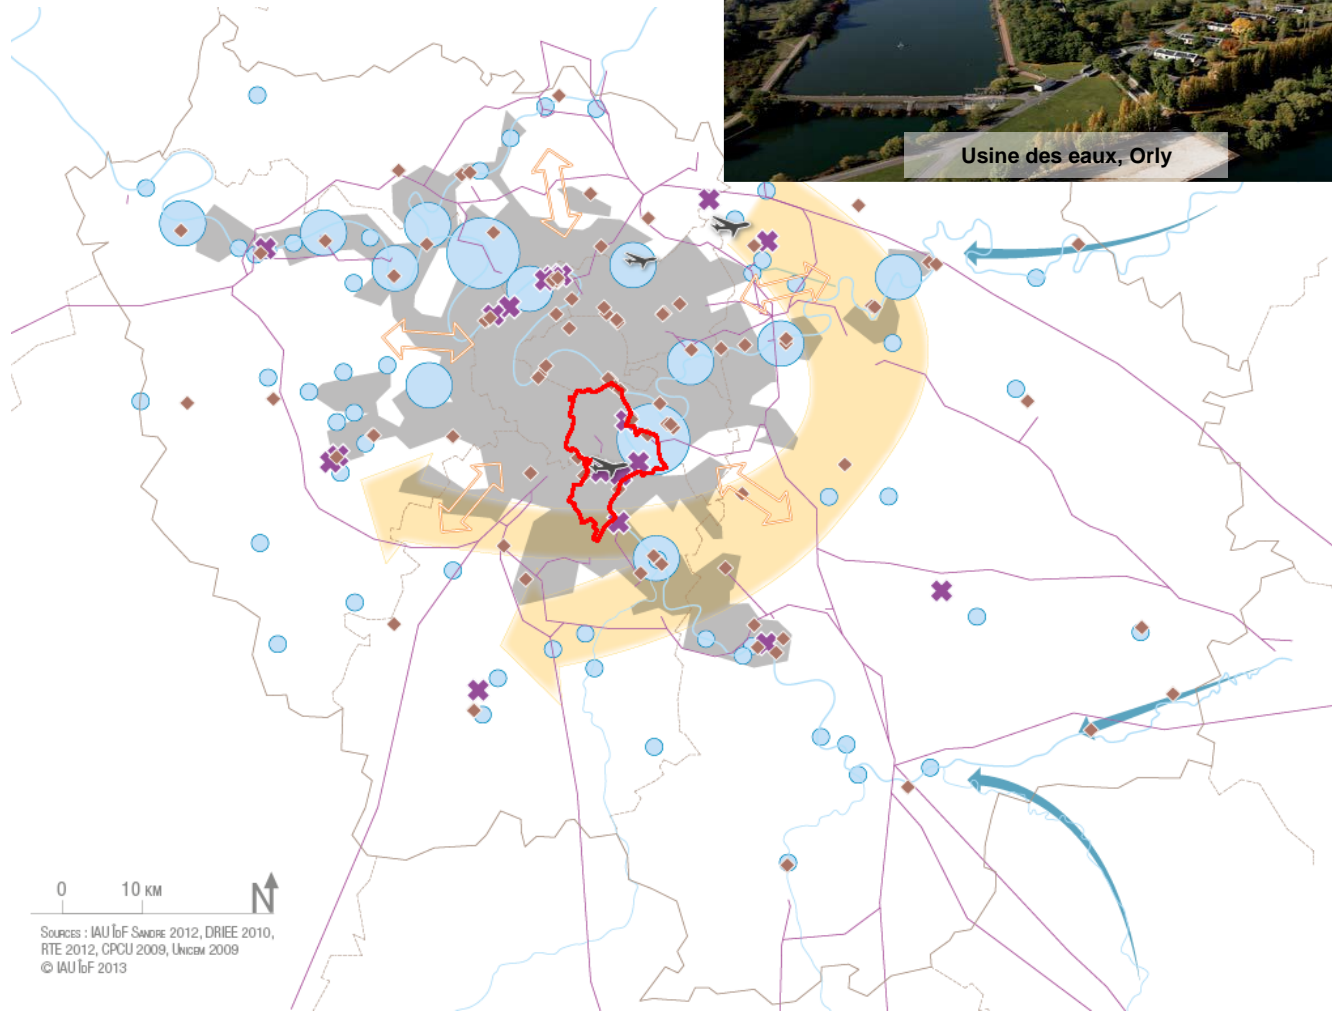 Usine des eaux, Orly
0 10 KM N
Sources : IAU îdF Sandre 2012, DRIEE 2010,
RTE 2012, CPCU 2009, Unicem 2009
© IAU îdF 2013